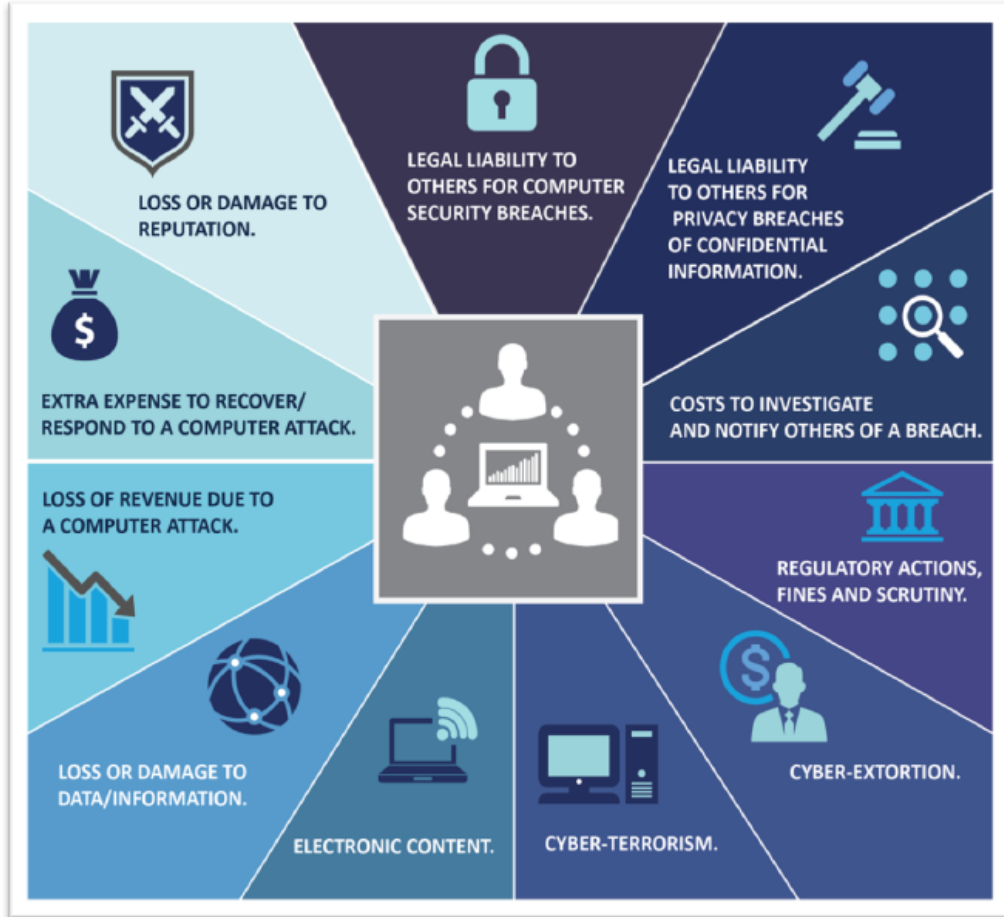 LOSS OR DAMAGE TO
REPUTATION.
LEGAL LIABILITY TO
OTHERS FOR COMPUTER
SECURITY BREACHES.
LEGAL LIABILITY
TO OTHERS FOR
PRIVACY BREACHES
OF CONFIDENTIAL
INFORMATION.
$
EXTRA EXPENSE TO RECOVER/
RESPOND TO A COMPUTER ATTACK.
COSTS TO INVESTIGATE
AND NOTIFY OTHERS OF A BREACH.
LOSS OF REVENUE DUE TO
A COMPUTER ATTACK.
REGULATORY ACTIONS,
FINES AND SCRUTINY.
LOSS OR DAMAGE TO
DATA/INFORMATION.
ELECTRONIC CONTENT.
CYBER-TERRORISM.
$
CYBER-EXTORTION.